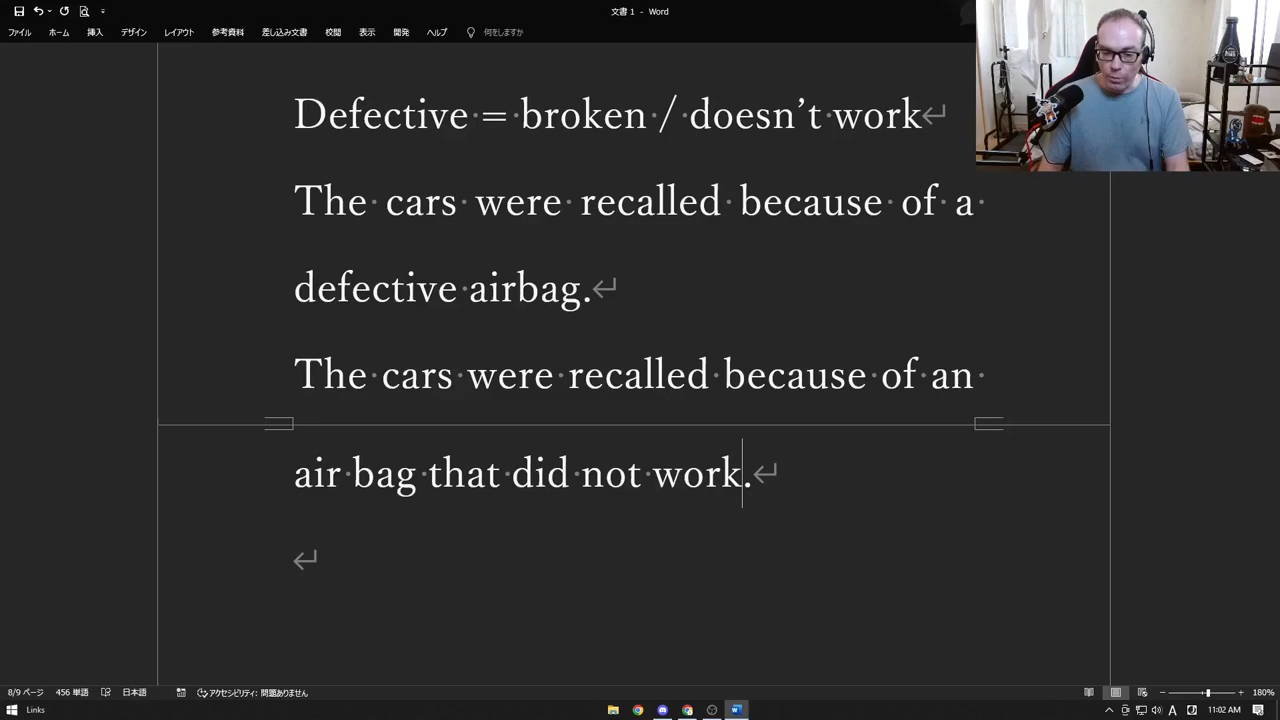 文書 1 - Word
ファイル ホーム 挿入 デザイン レイアウト 参考資料 差し込み文書 校閲 表示 開発 ヘルプ 何をしますか
Defective = broken / doesn’t work
The cars were recalled because of a
defective airbag.
The cars were recalled because of an
air bag that did not work.
8/9 ページ 456 単語 日本語 アクセシビリティ: 問題ありません 180%
Links A 11:02 AM